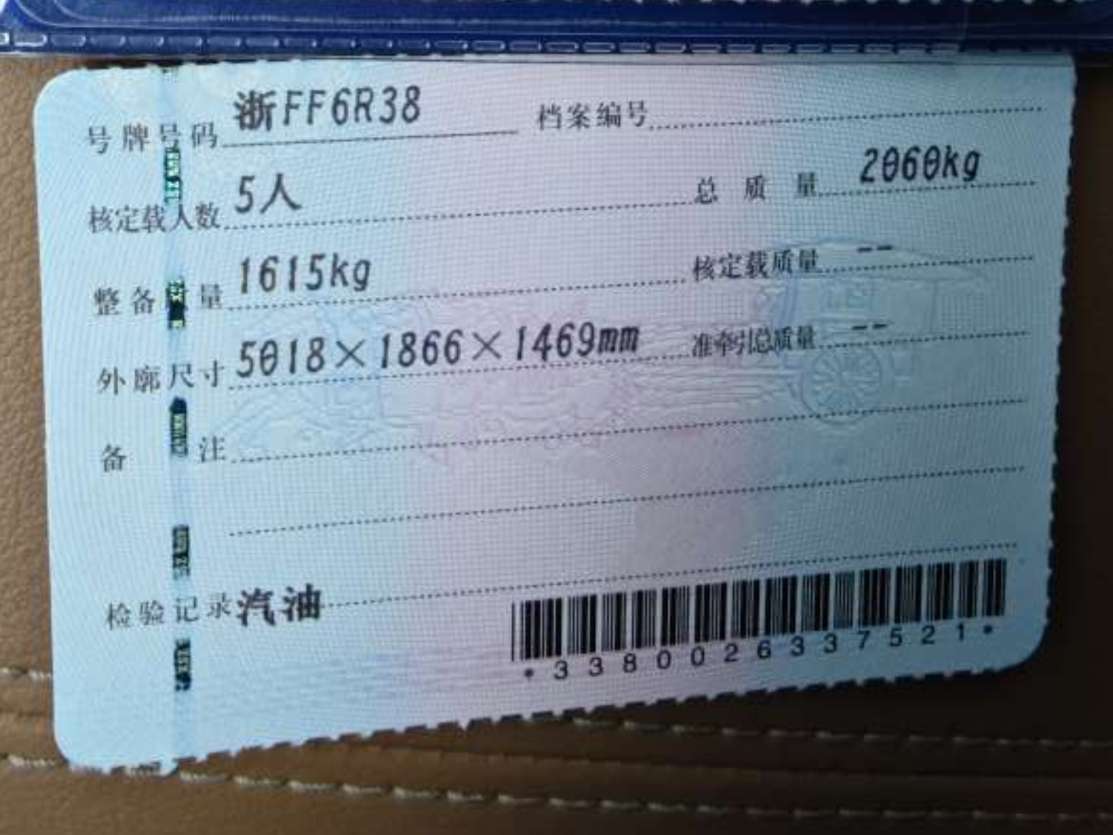 号牌号码 浙FF6R38 档案编号
核定载人数 5人 总质量 2060kg
整备质量 1615kg 核定载质量 --
外廓尺寸 5018×1866×1469mm 准牵引总质量 --
备注
检验记录 汽油
*3380026337521*